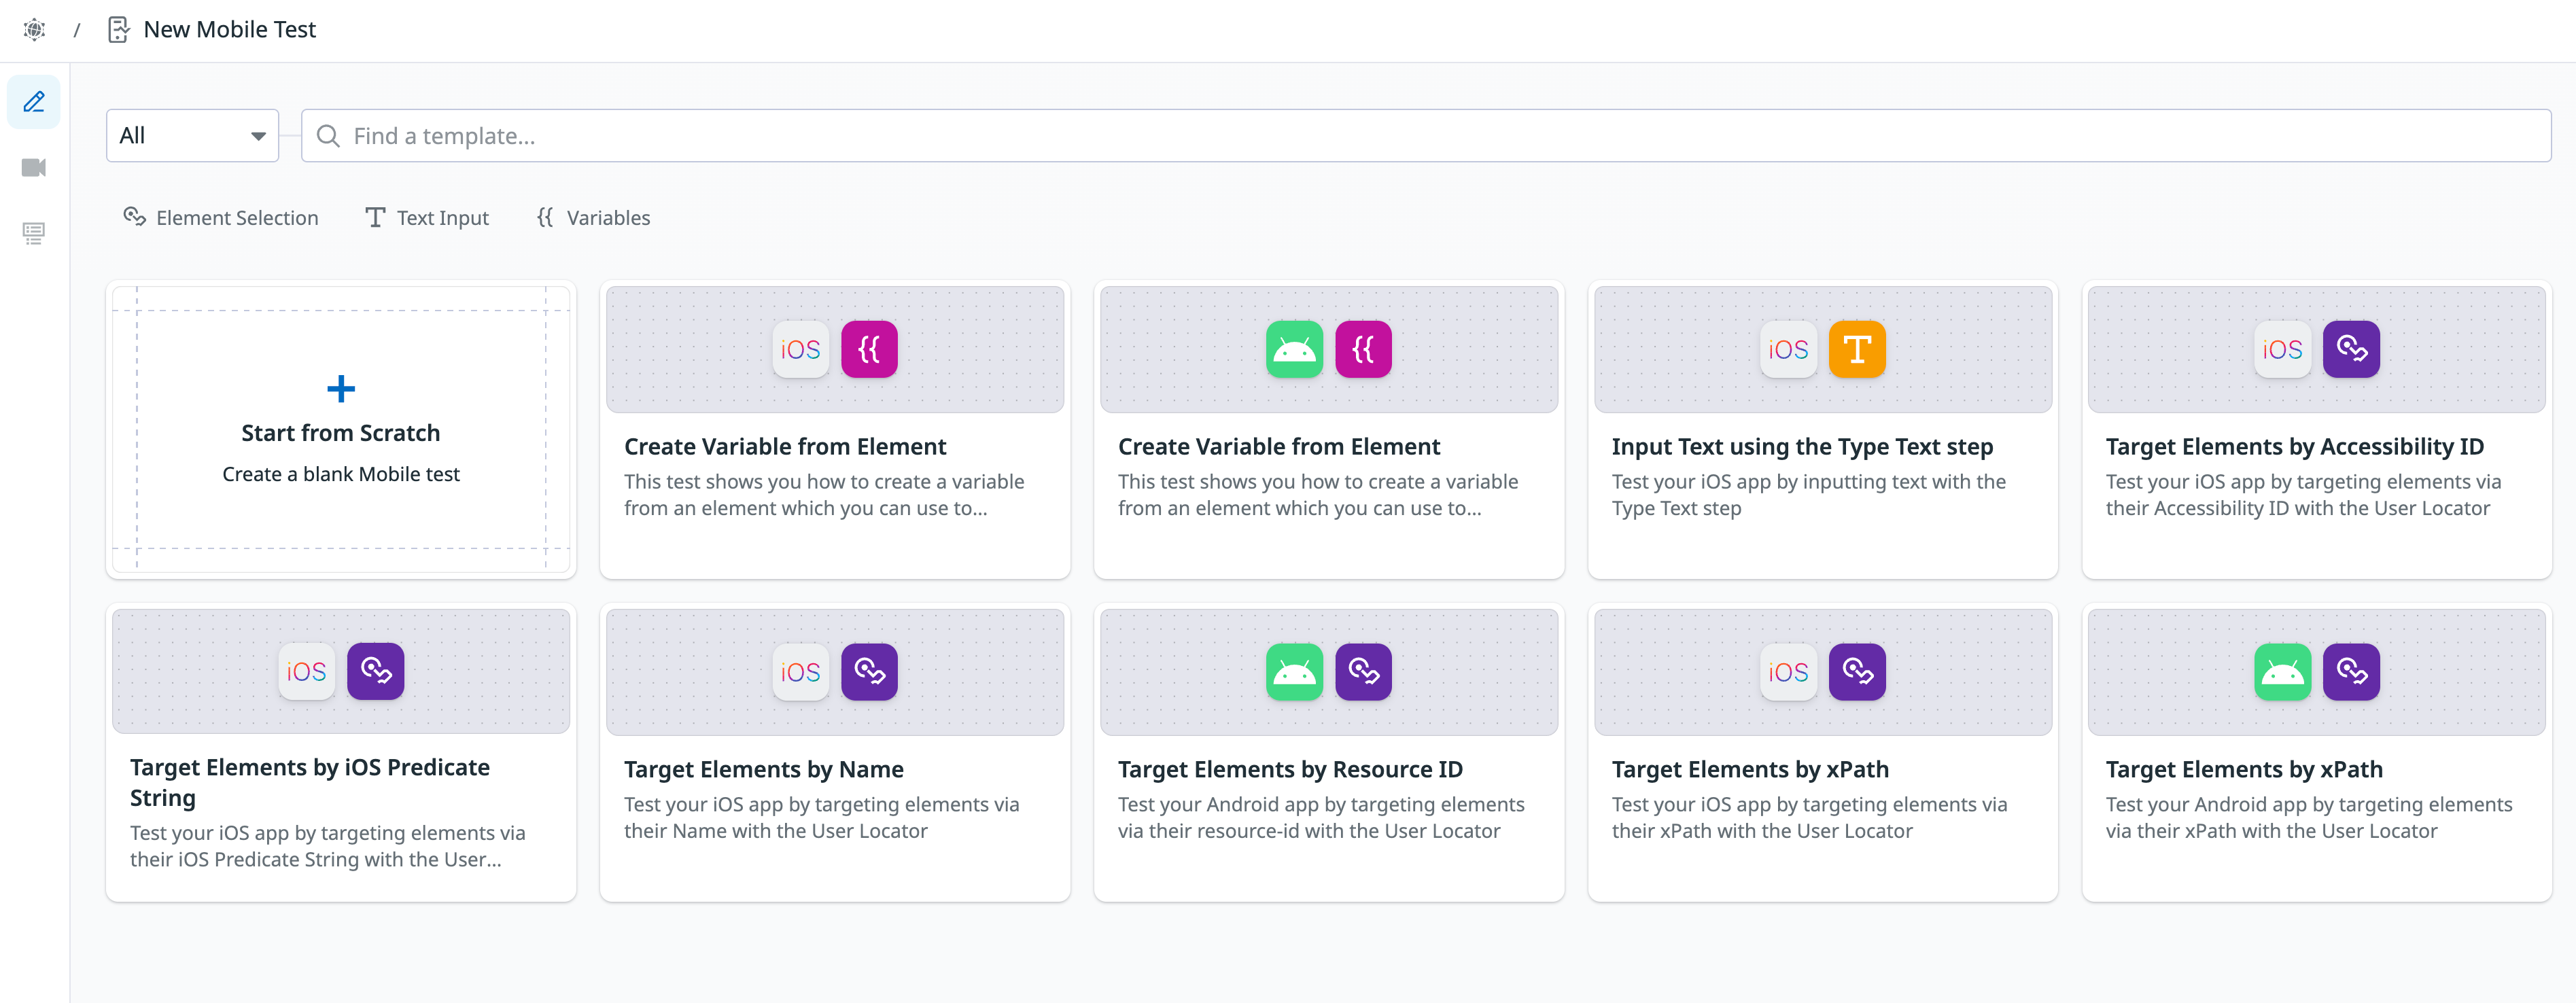 / New Mobile Test
All
Find a template...
Element Selection
Text Input
{{ Variables
Start from Scratch
Create a blank Mobile test
iOS {{
Create Variable from Element
This test shows you how to create a variable
from an element which you can use to...
{{
Create Variable from Element
This test shows you how to create a variable
from an element which you can use to...
iOS T
Input Text using the Type Text step
Test your iOS app by inputting text with the
Type Text step
iOS
Target Elements by Accessibility ID
Test your iOS app by targeting elements via
their Accessibility ID with the User Locator
iOS
Target Elements by iOS Predicate
String
Test your iOS app by targeting elements via
their iOS Predicate String with the User...
iOS
Target Elements by Name
Test your iOS app by targeting elements via
their Name with the User Locator
Target Elements by Resource ID
Test your Android app by targeting elements
via their resource-id with the User Locator
iOS
Target Elements by xPath
Test your iOS app by targeting elements via
their xPath with the User Locator
Target Elements by xPath
Test your Android app by targeting elements
via their xPath with the User Locator